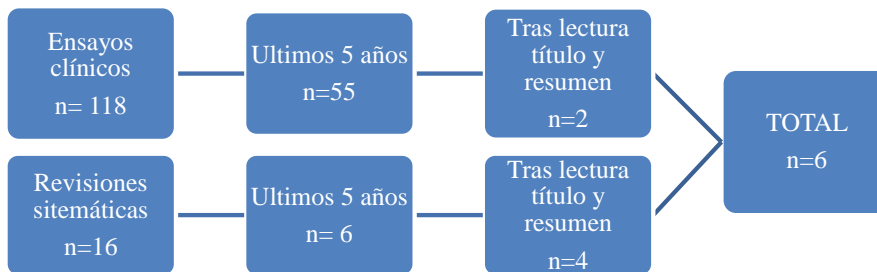 Ensayos
clínicos
n= 118
Ultimos 5 años
n=55
Tras lectura
título y
resumen
n=2
Revisiones
sitemáticas
n=16
Ultimos 5 años
n= 6
Tras lectura
título y
resumen
n=4
TOTAL
n=6